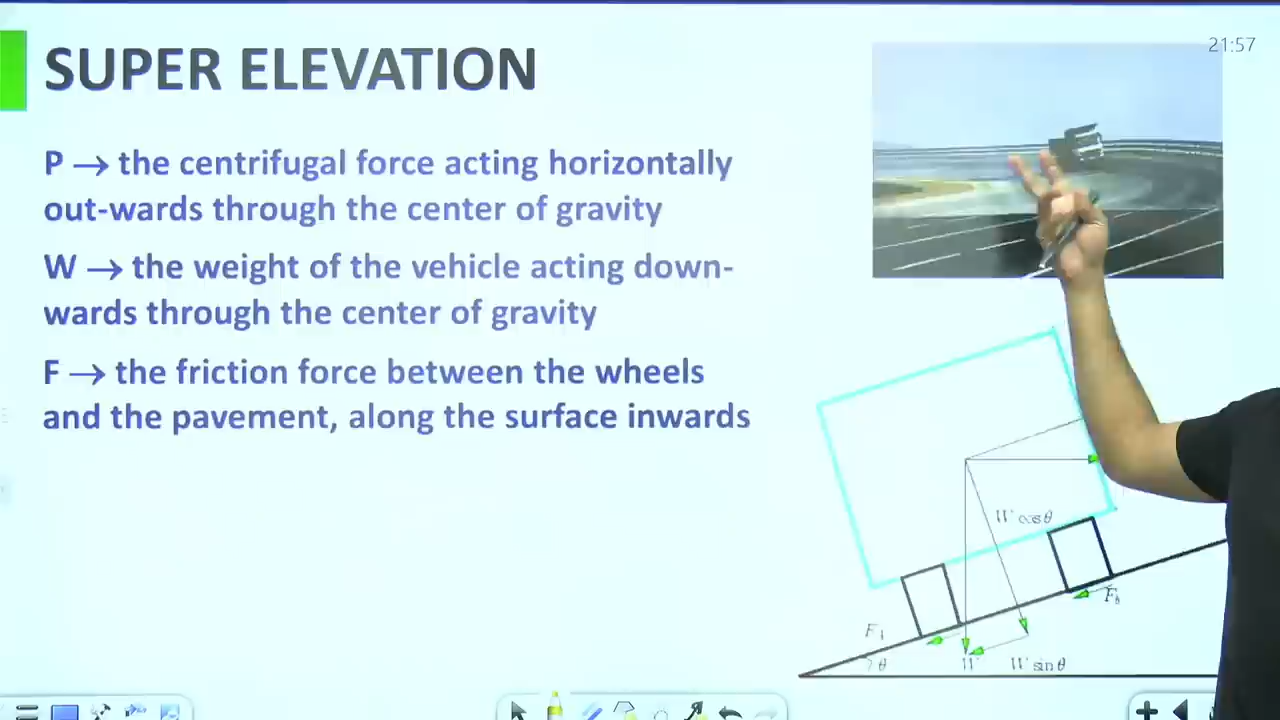 21:57
SUPER ELEVATION
P → the centrifugal force acting horizontally
out-wards through the center of gravity
W → the weight of the vehicle acting down-
wards through the center of gravity
F → the friction force between the wheels
and the pavement, along the surface inwards
W cosθ
F₁
θ
W
W sinθ